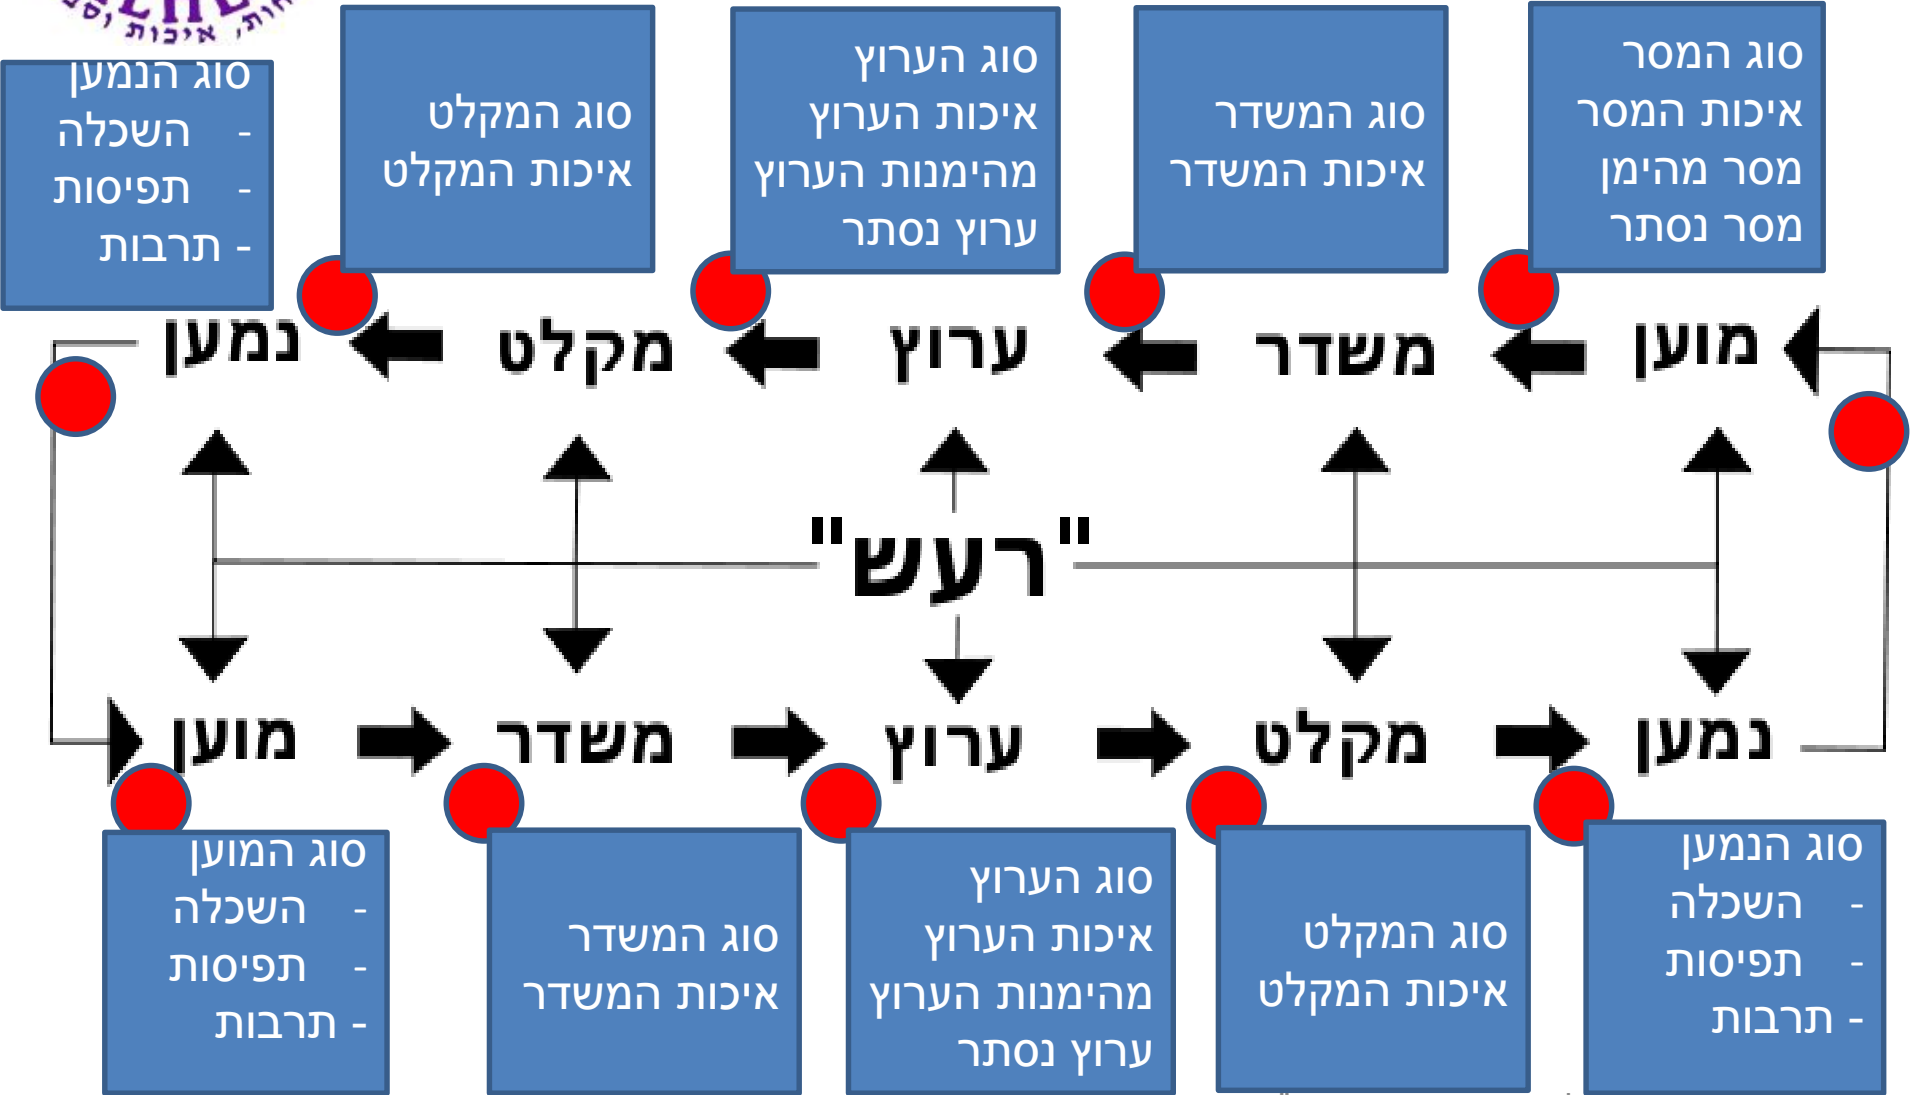 איכות
סוג המסר
איכות המסר
מסר מהימן
מסר נסתר
סוג המשדר
איכות המשדר
סוג הערוץ
איכות הערוץ
מהימנות הערוץ
ערוץ נסתר
סוג המקלט
איכות המקלט
סוג הנמען
- השכלה
- תפיסות
- תרבות
מוען
משדר
ערוץ
מקלט
נמען
"רעש"
מוען
משדר
ערוץ
מקלט
נמען
סוג המוען
- השכלה
- תפיסות
- תרבות
סוג המשדר
איכות המשדר
סוג הערוץ
איכות הערוץ
מהימנות הערוץ
ערוץ נסתר
סוג המקלט
איכות המקלט
סוג הנמען
- השכלה
- תפיסות
- תרבות